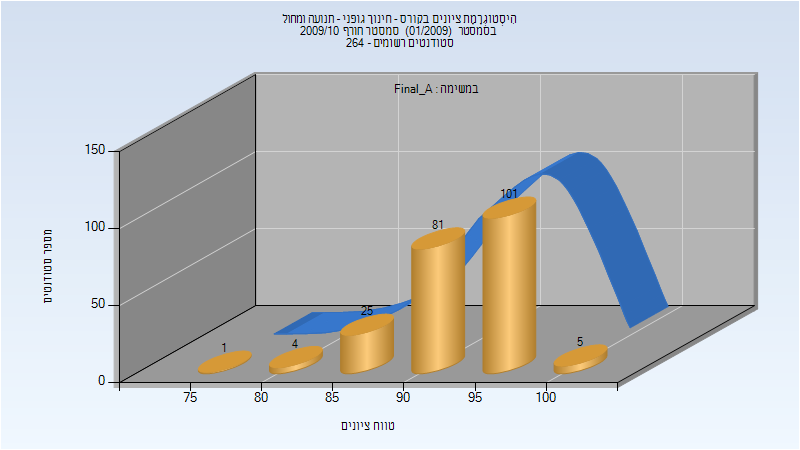 היסטוגרמת ציונים בקורס - חינוך גופני - תנועה ומחול
בסמסטר (01/2009) סמסטר חורף 2009/10
סטודנטים רשומים - 264
במשימה : Final_A
מספר סטודנטים
150
100
50
0
1
4
25
81
101
5
75
80
85
90
95
100
טווח ציונים